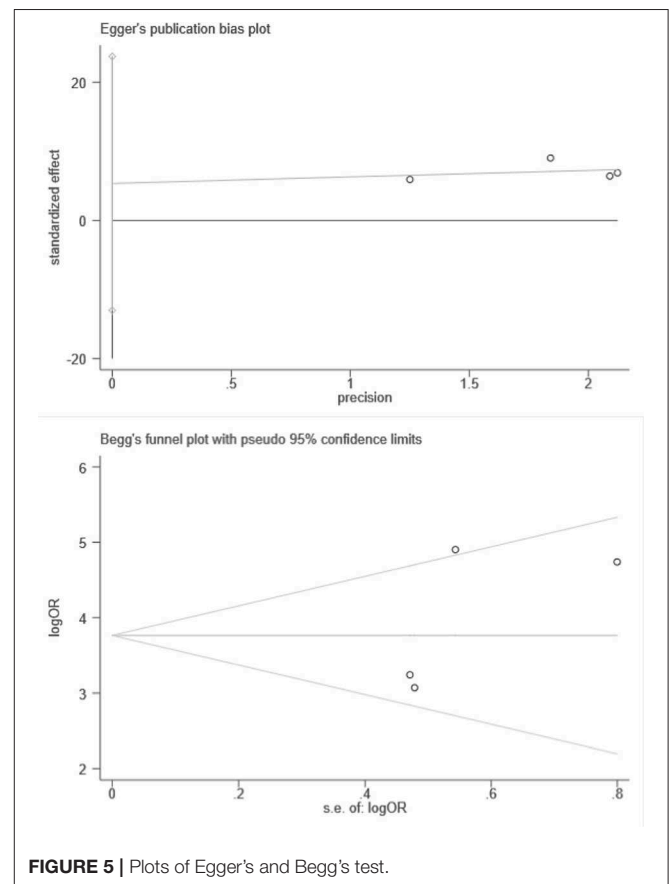 Egger's publication bias plot
20
0
-20
standardized effect
0 .5 1 1.5 2
precision
Begg's funnel plot with pseudo 95% confidence limits
6
5
4
3
2
logOR
0 .2 .4 .6 .8
s.e. of: logOR
FIGURE 5 | Plots of Egger's and Begg's test.